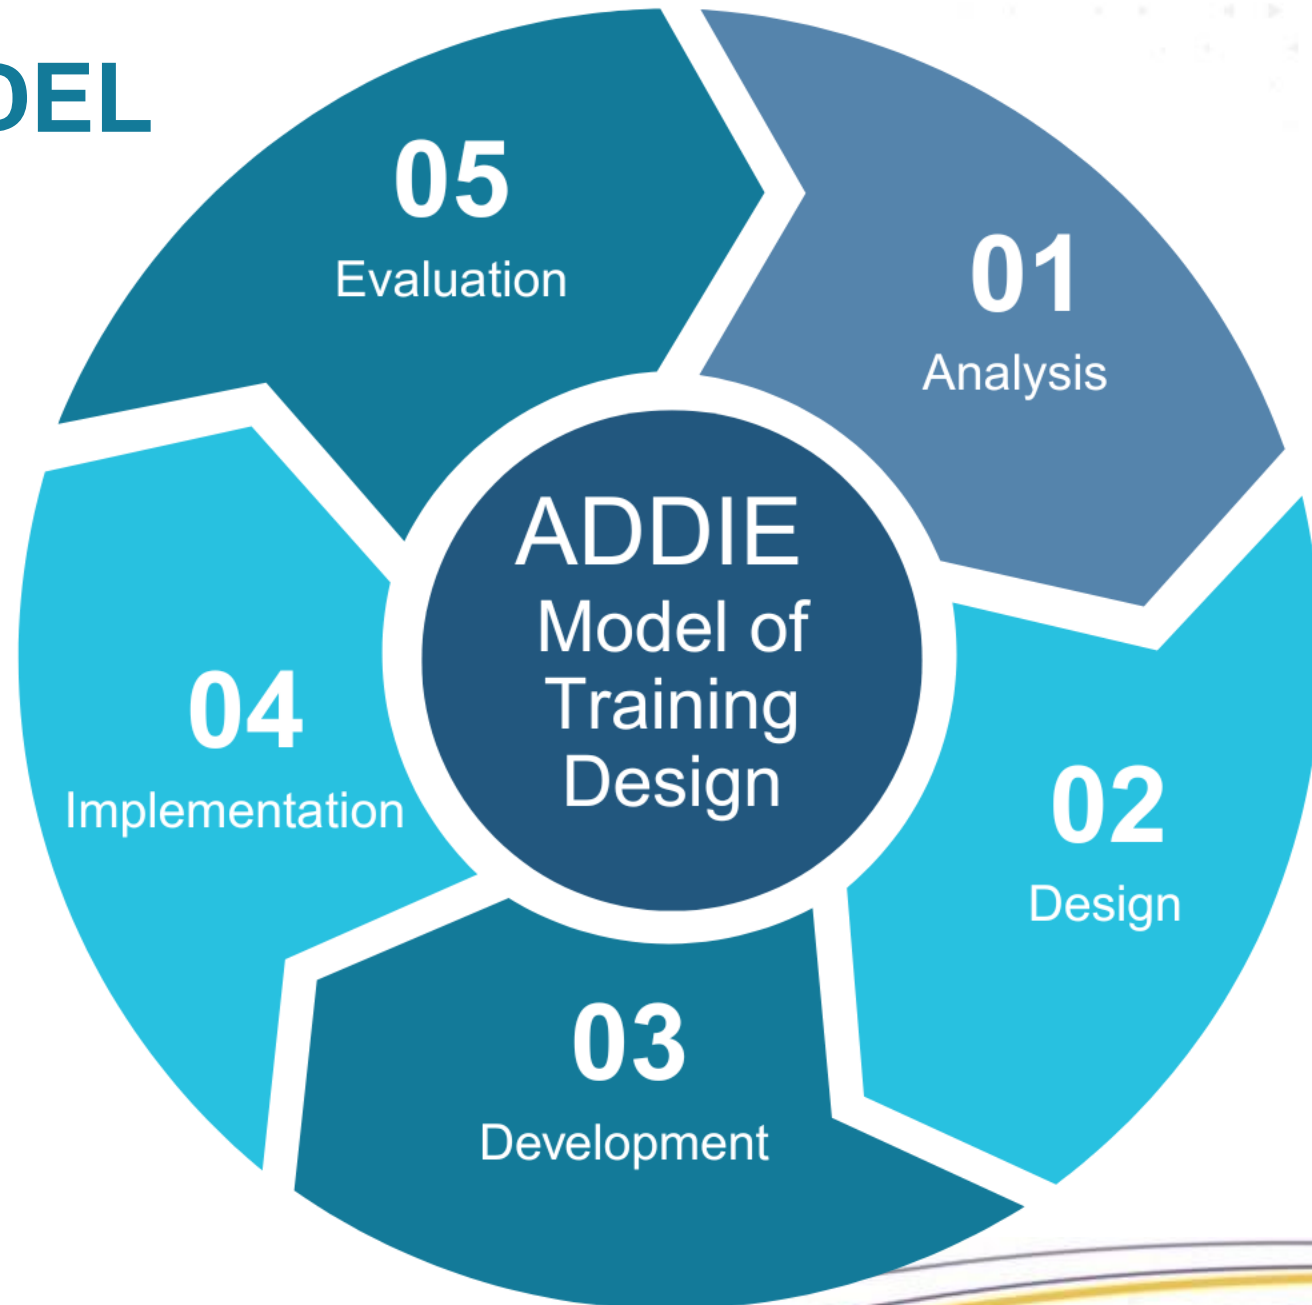 DEL
05
Evaluation
01
Analysis
ADDIE
Model of
Training
Design
04
Implementation
02
Design
03
Development